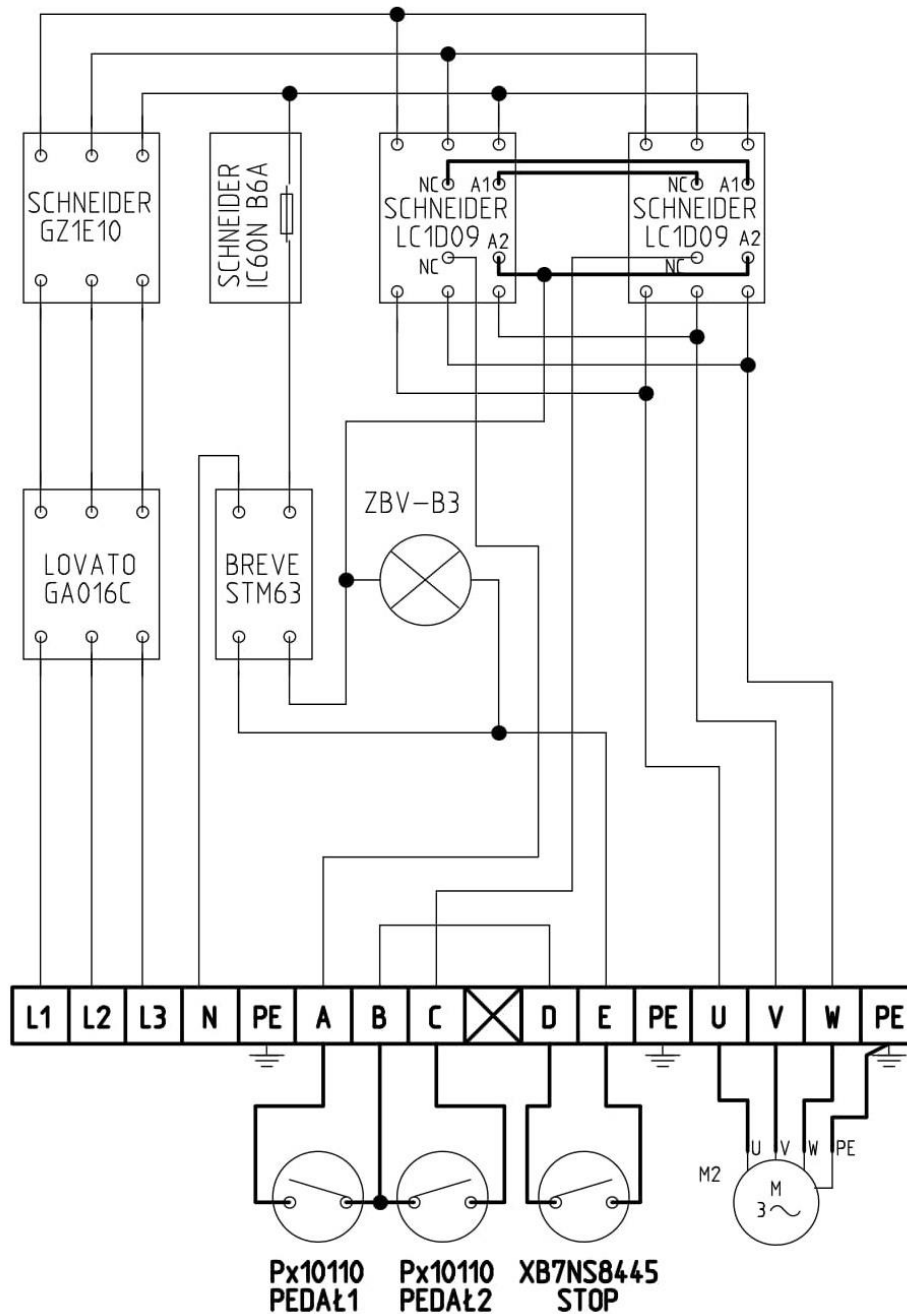 SCHNEIDER
GZ1E10
SCHNEIDER
IC60N B6A
NC
A1
SCHNEIDER
LC1D09
A2
NC
NC
A1
SCHNEIDER
LC1D09
A2
NC
ZBV-B3
LOVATO
GA016C
BREVE
STM63
L1 L2 L3 N PE A B C D E PE U V W PE
U V W PE
M2
M
3~
Px10110
PEDAŁ1
Px10110
PEDAŁ2
XB7NS8445
STOP